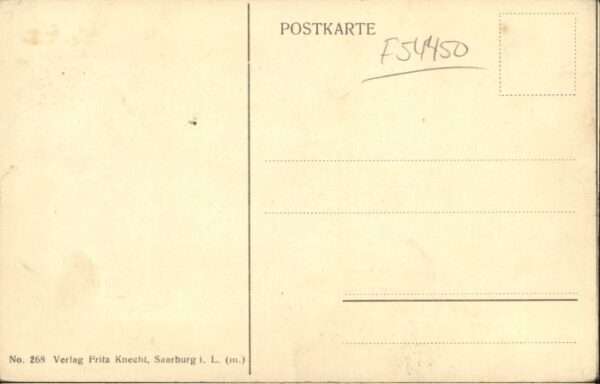 POSTKARTE
F54450
No. 268 Verlag Fritz Knecht, Saarburg i. L. (m.)